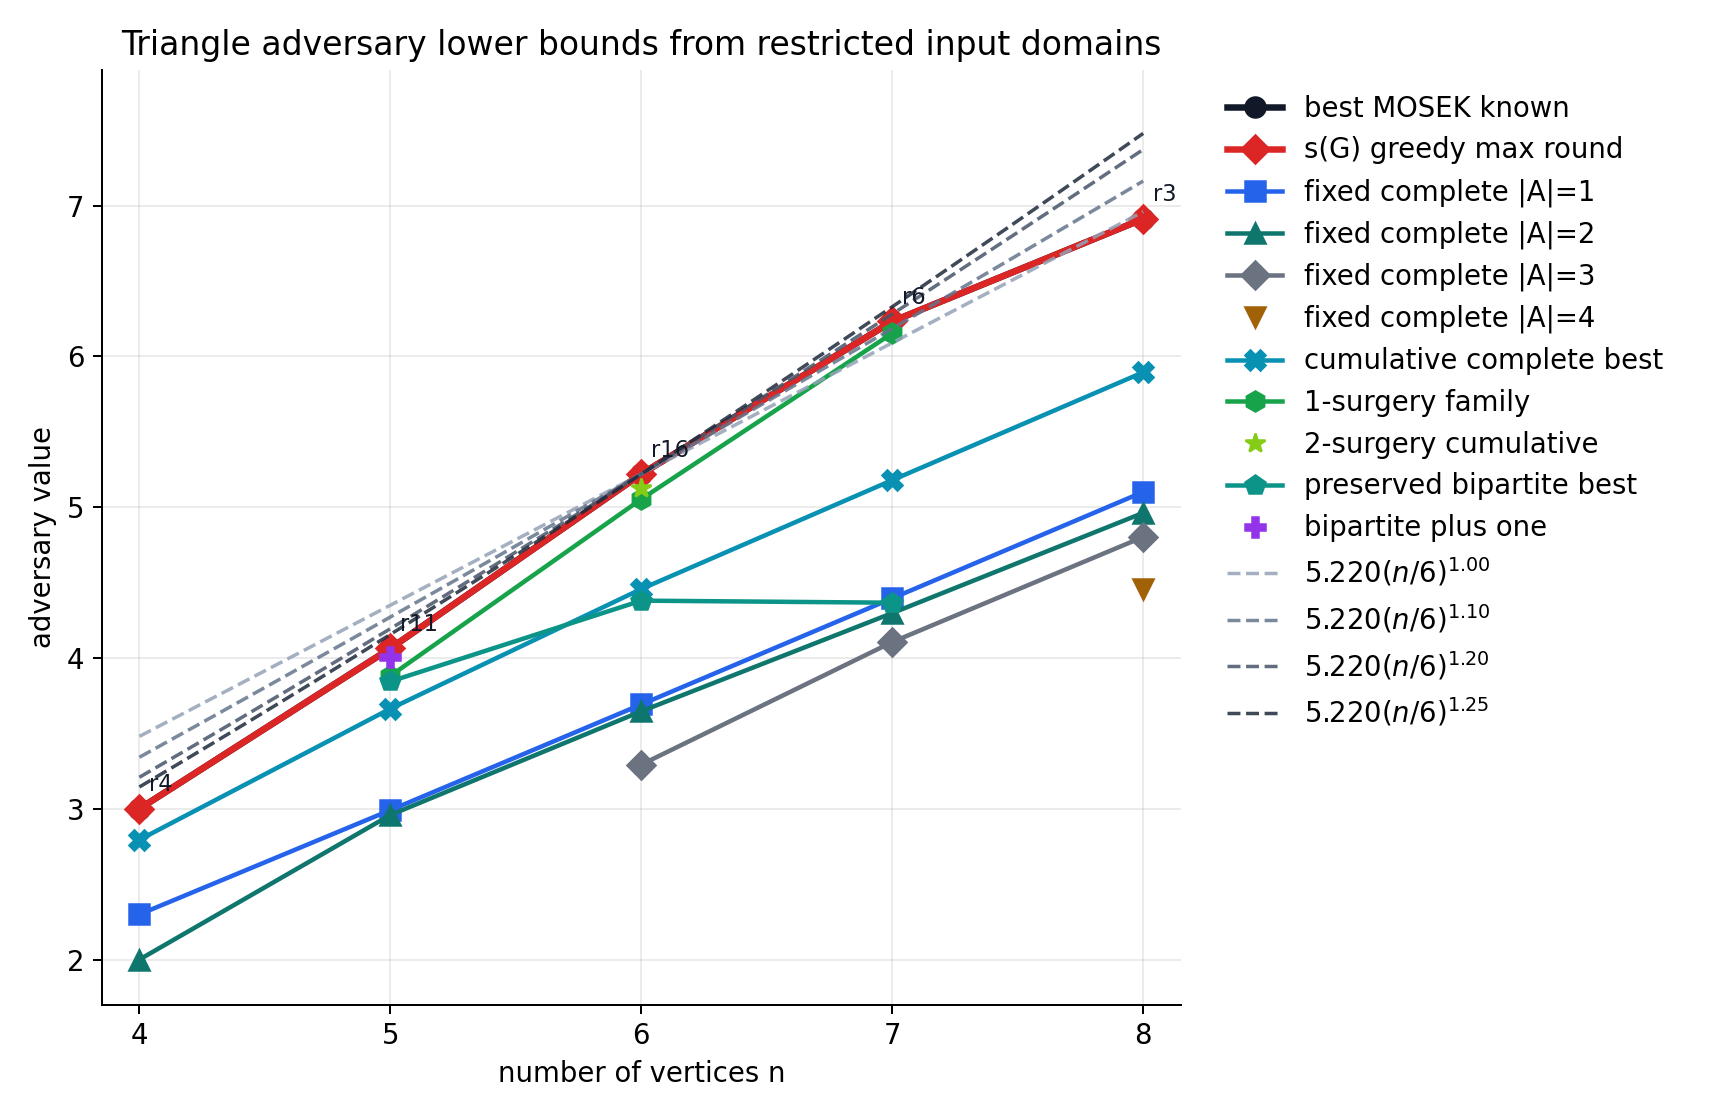 Triangle adversary lower bounds from restricted input domains
best MOSEK known
s(G) greedy max round
fixed complete |A|=1
fixed complete |A|=2
fixed complete |A|=3
fixed complete |A|=4
cumulative complete best
1-surgery family
2-surgery cumulative
preserved bipartite best
bipartite plus one
5.220(n/6)^1.00
5.220(n/6)^1.10
5.220(n/6)^1.20
5.220(n/6)^1.25
adversary value
7
6
5
4
3
2
r4
r11
r16
r6
r3
4 5 6 7 8
number of vertices n